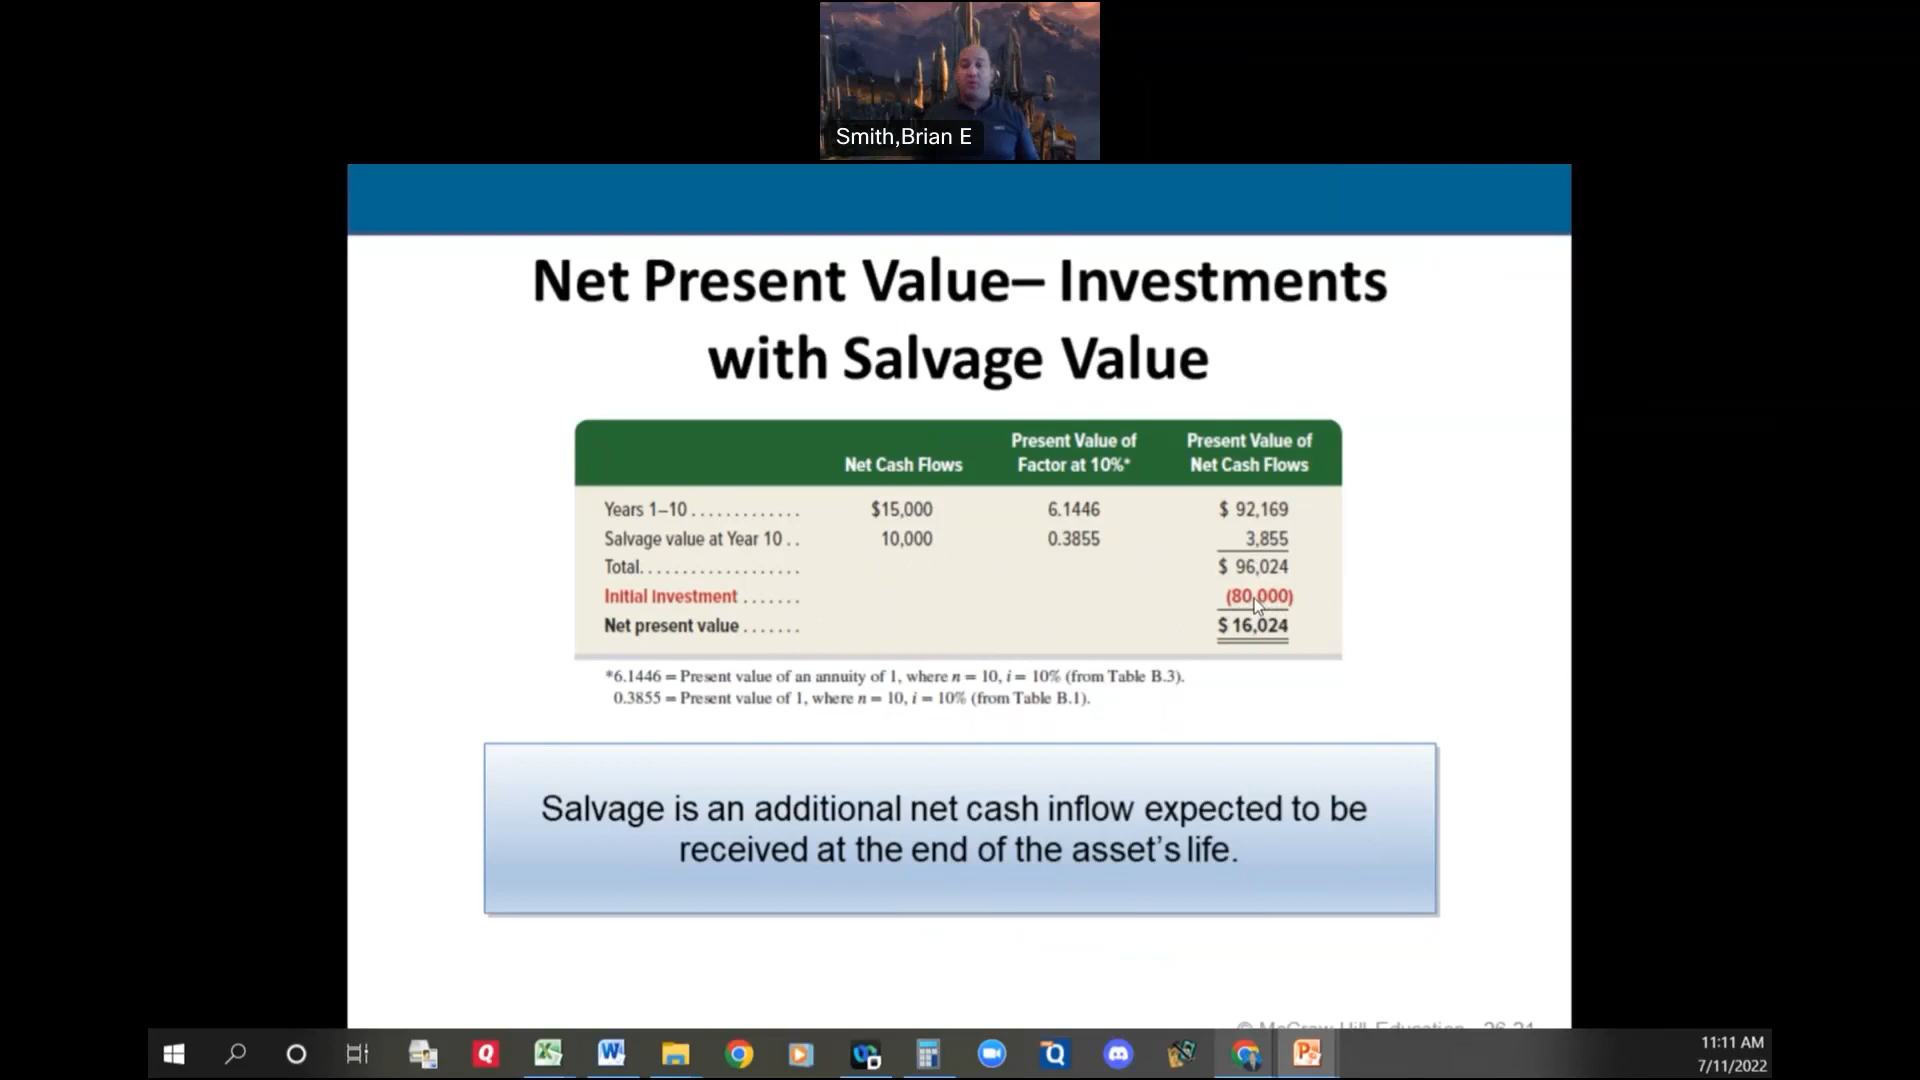 Smith,Brian E
Net Present Value– Investments
with Salvage Value
Net Cash Flows
Present Value of
Factor at 10%*
Present Value of
Net Cash Flows
Years 1–10 . . . . . . . . . . . . . $15,000 6.1446 $ 92,169
Salvage value at Year 10 . . 10,000 0.3855 3,855
Total. . . . . . . . . . . . . . . . . . . $ 96,024
Initial investment . . . . . . . (80,000)
Net present value . . . . . . . $ 16,024
*6.1446 = Present value of an annuity of 1, where n = 10, i = 10% (from Table B.3).
0.3855 = Present value of 1, where n = 10, i = 10% (from Table B.1).
Salvage is an additional net cash inflow expected to be
received at the end of the asset’s life.
11:11 AM
7/11/2022